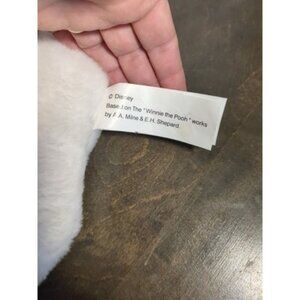 © Disney
Based on The "Winnie the Pooh" works
by A. A. Milne & E.H. Shepard.